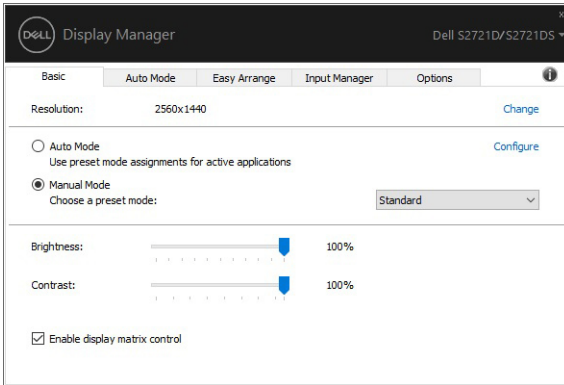 DELL Display Manager
Dell S2721D/S2721DS
Basic Auto Mode Easy Arrange Input Manager Options
Resolution: 2560x1440 Change
Auto Mode Configure
Use preset mode assignments for active applications
Manual Mode
Choose a preset mode: Standard
Brightness: 100%
Contrast: 100%
Enable display matrix control